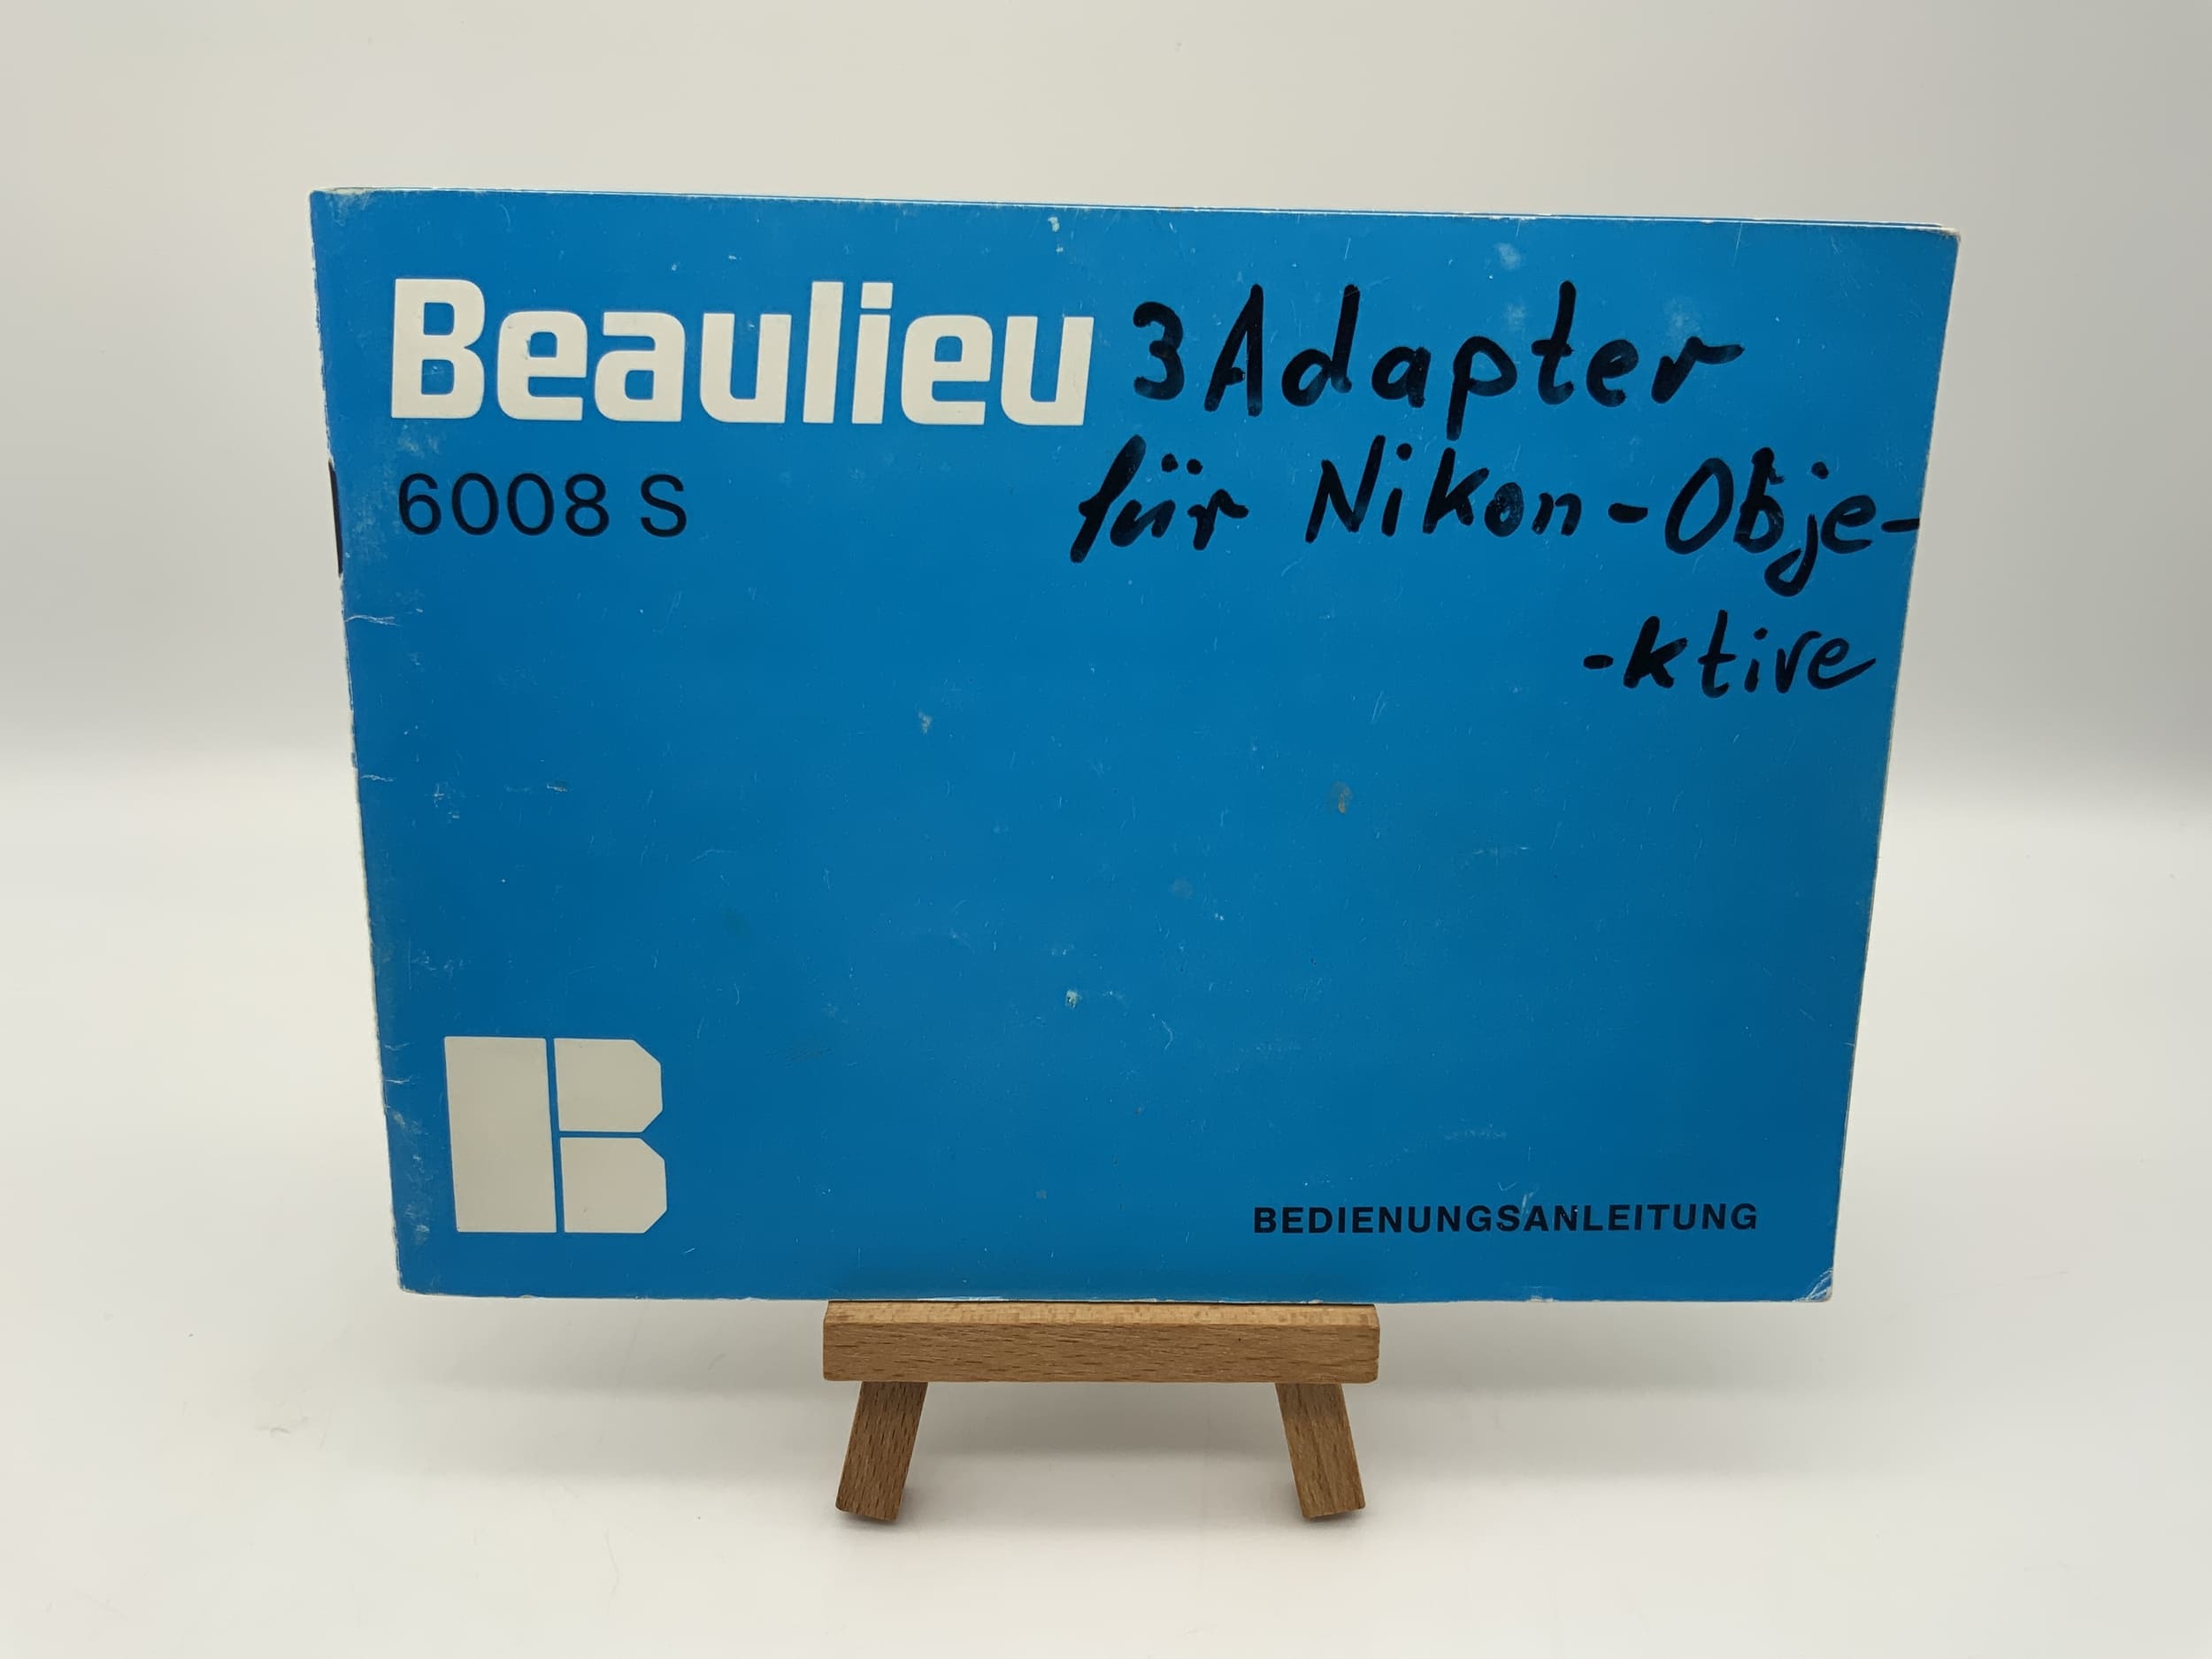 Beaulieu
6008 S
3 Adapter
für Nikon-Obje-
-ktive
B
BEDIENUNGSANLEITUNG